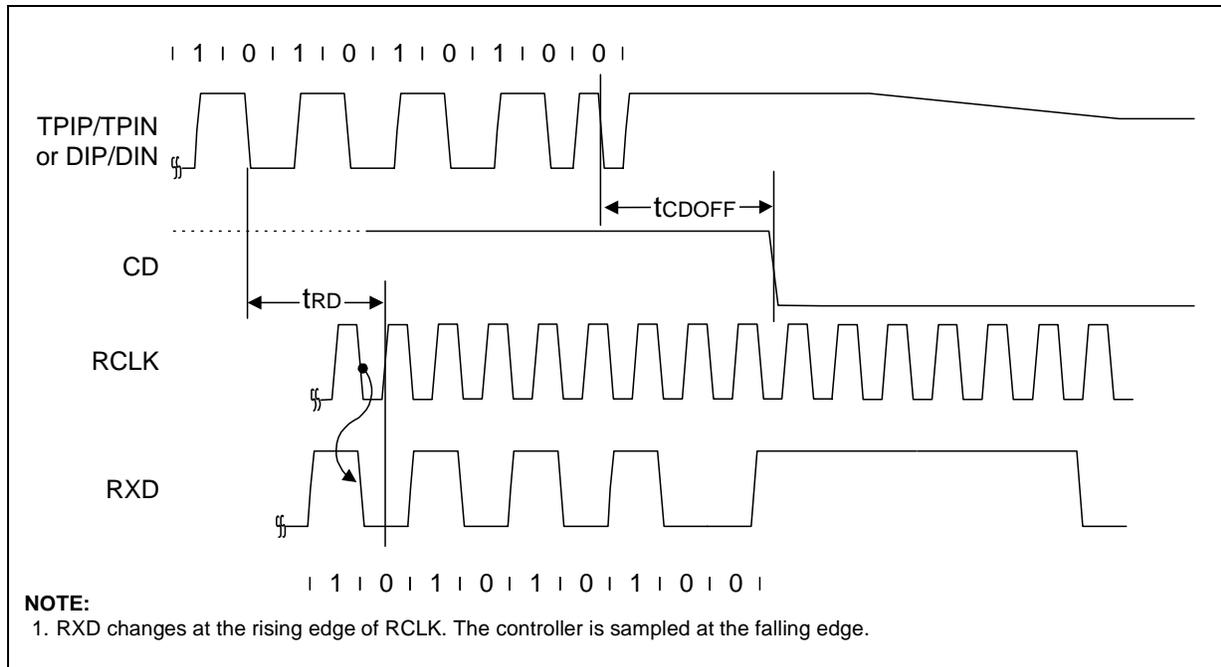 1 0 1 0 1 0 1 0 0
TPIP/TPIN
or DIP/DIN
tCDOFF
CD
tRD
RCLK
RXD
1 0 1 0 1 0 1 0 0
NOTE:
1. RXD changes at the rising edge of RCLK. The controller is sampled at the falling edge.